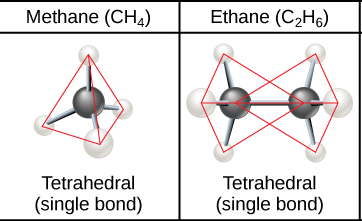 Methane (CH₄)
Ethane (C₂H₆)
Tetrahedral
(single bond)
Tetrahedral
(single bond)